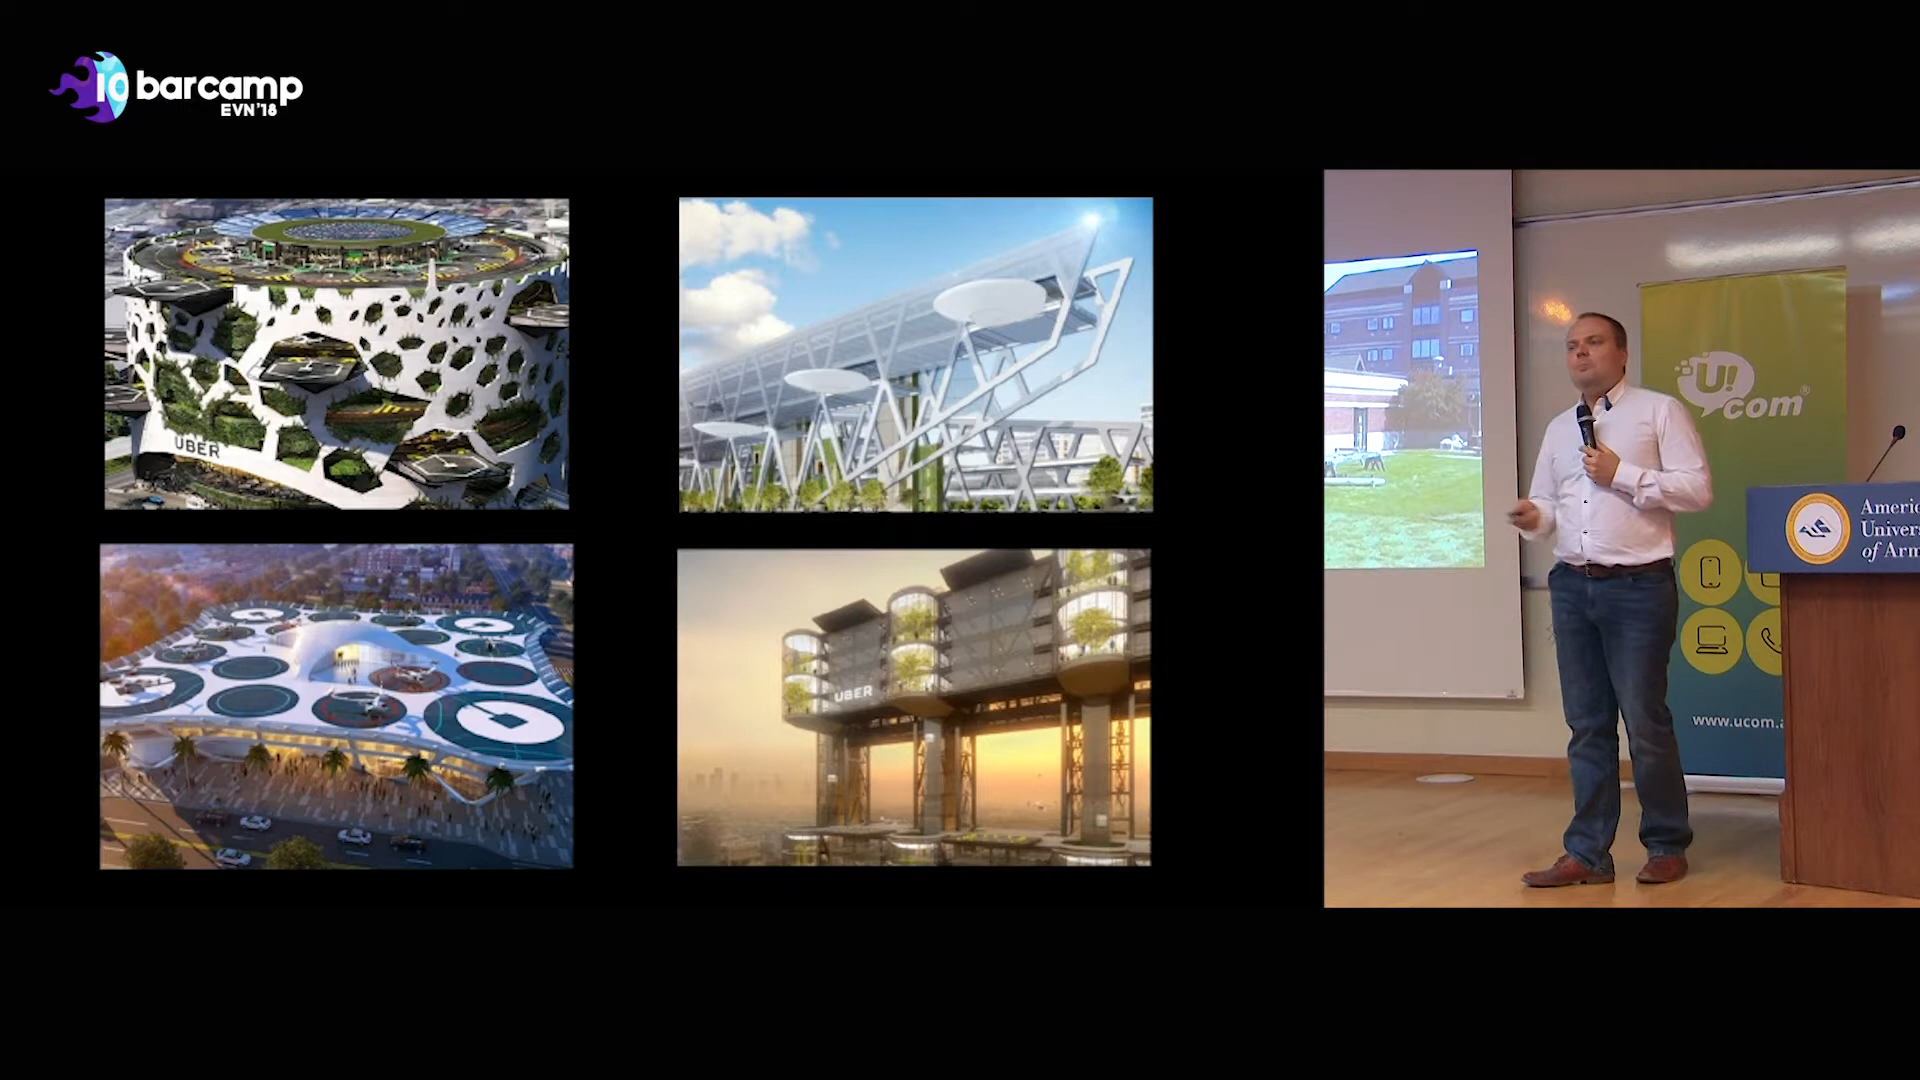 10 barcamp
EVN'18
UBER
UBER
U!
com®
Americ
Univers
of Arm
www.ucom.a